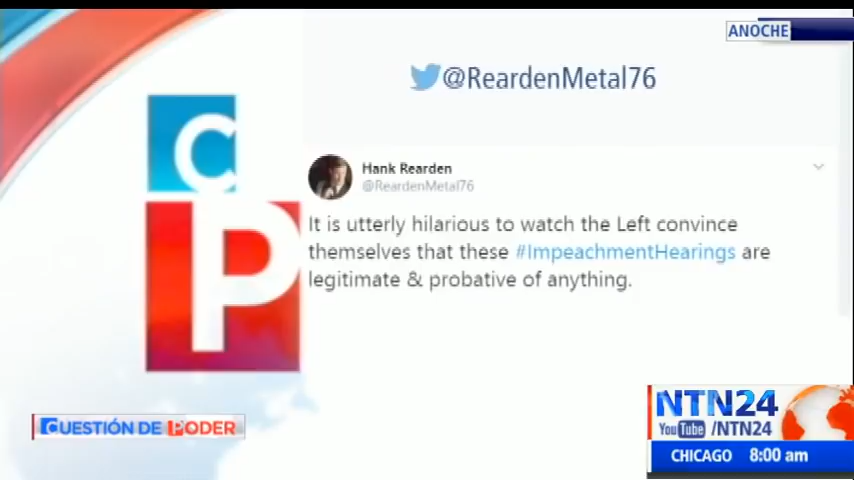 ANOCHE
@ReardenMetal76
CP
Hank Rearden
@ReardenMetal76
It is utterly hilarious to watch the Left convince
themselves that these #ImpeachmentHearings are
legitimate & probative of anything.
CUESTIÓN DE PODER
NTN24
YouTube /NTN24
CHICAGO 8:00 am